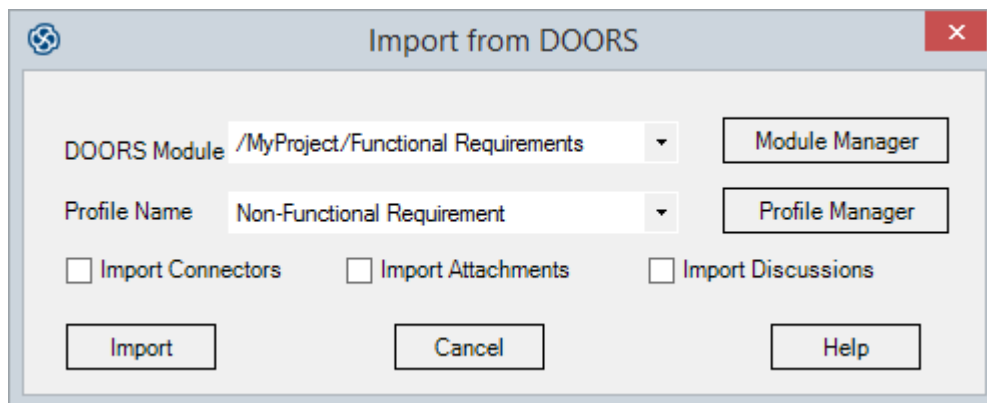 Import from DOORS
DOORS Module /MyProject/Functional Requirements Module Manager
Profile Name Non-Functional Requirement Profile Manager
Import Connectors Import Attachments Import Discussions
Import Cancel Help